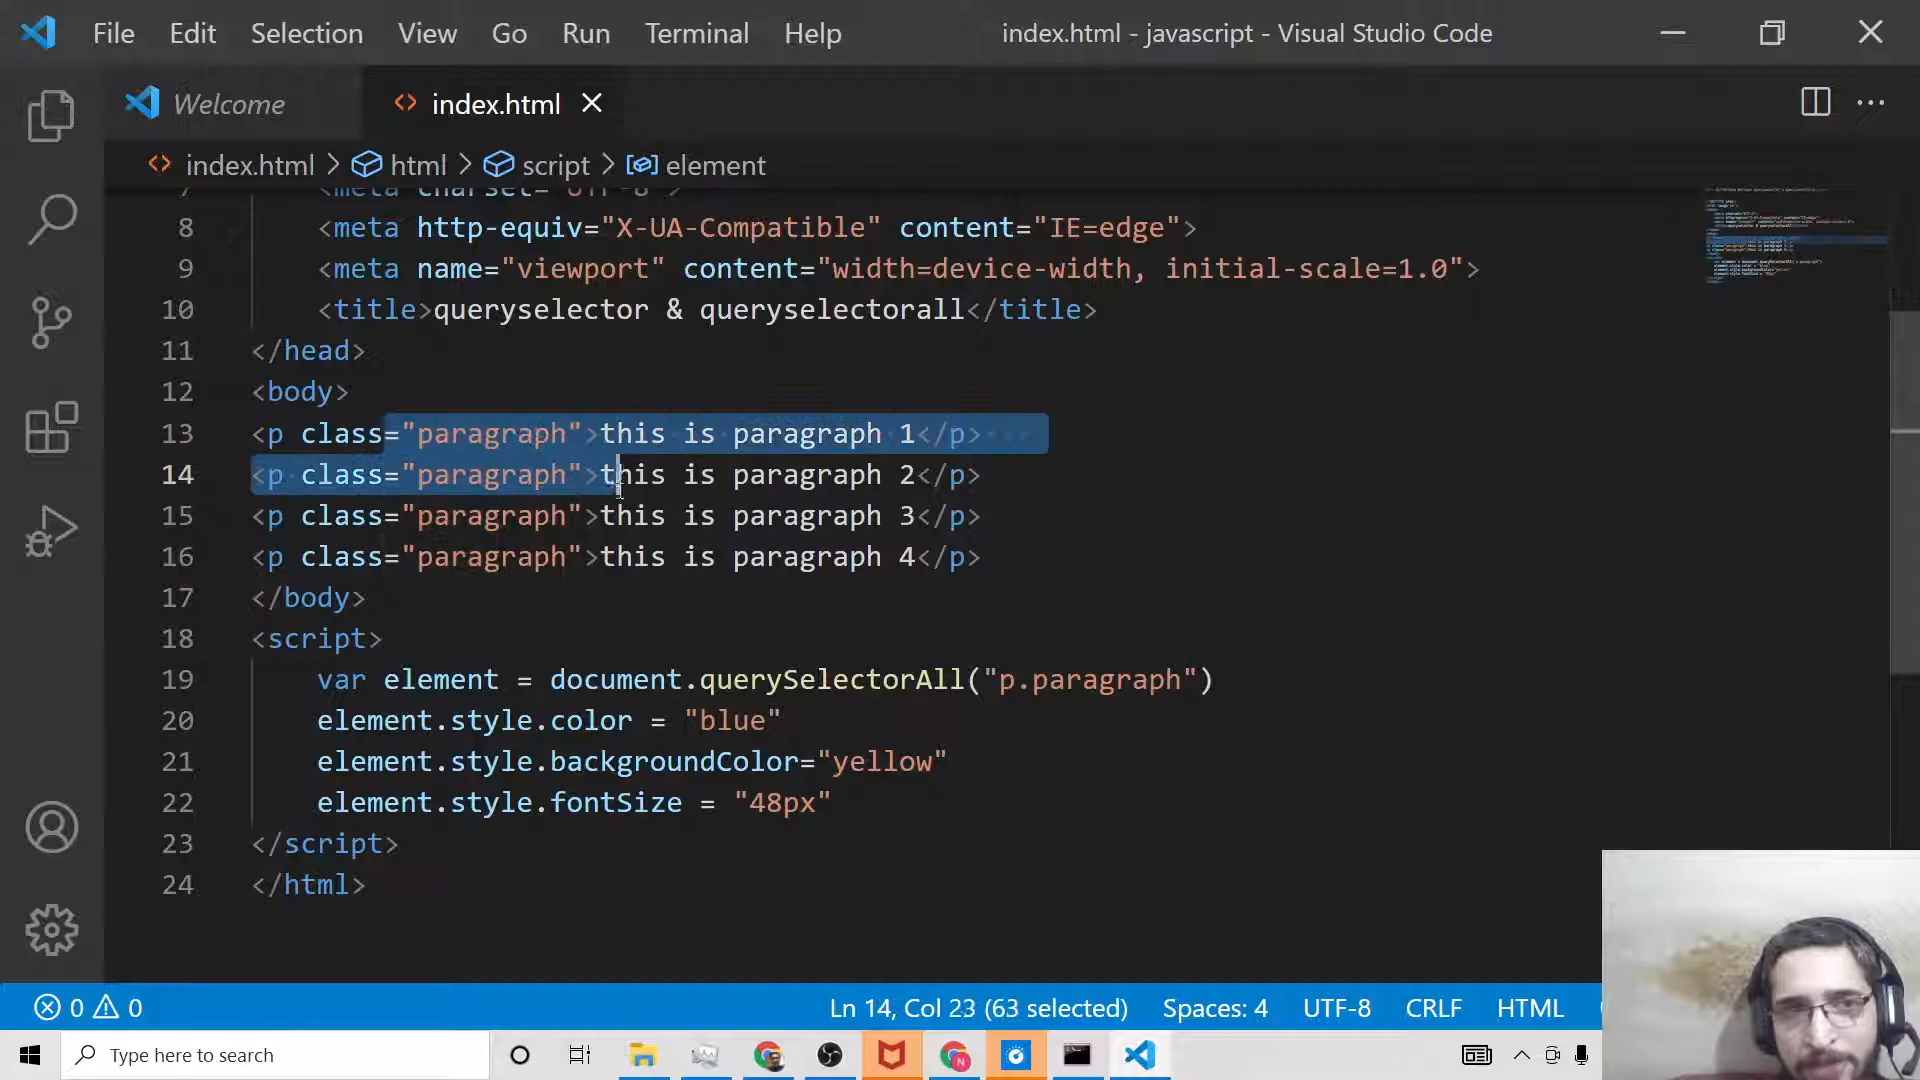 File Edit Selection View Go Run Terminal Help index.html - javascript - Visual Studio Code
Welcome index.html
index.html > html > script > element
7 <meta charset="UTF-8">
8 <meta http-equiv="X-UA-Compatible" content="IE=edge">
9 <meta name="viewport" content="width=device-width, initial-scale=1.0">
10 <title>queryselector & queryselectorall</title>
11 </head>
12 <body>
13 <p class="paragraph">this is paragraph 1</p>
14 <p class="paragraph">this is paragraph 2</p>
15 <p class="paragraph">this is paragraph 3</p>
16 <p class="paragraph">this is paragraph 4</p>
17 </body>
18 <script>
19 var element = document.querySelectorAll("p.paragraph")
20 element.style.color = "blue"
21 element.style.backgroundColor="yellow"
22 element.style.fontSize = "48px"
23 </script>
24 </html>
0 0 Ln 14, Col 23 (63 selected) Spaces: 4 UTF-8 CRLF HTML
Type here to search